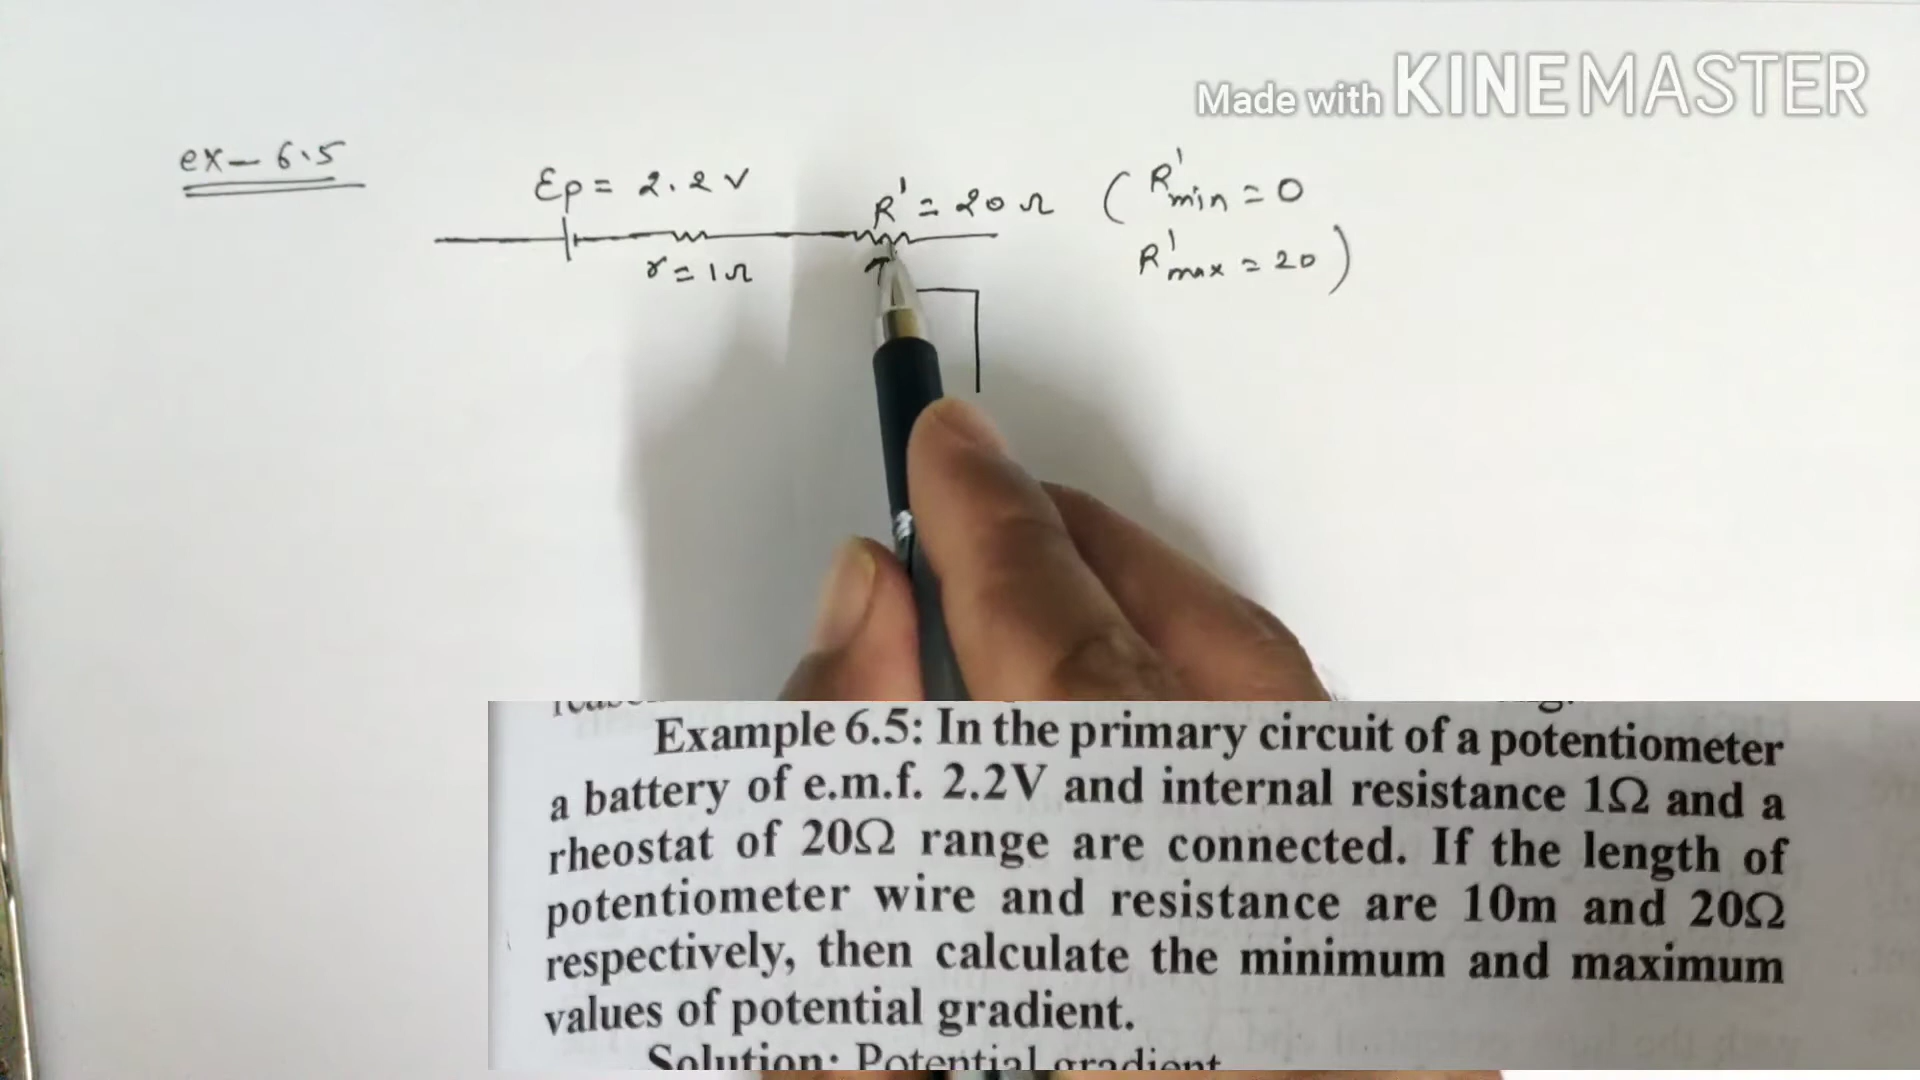 Made with KINEMASTER
ex-6.5
Ep = 2.2 V
R' = 20 Ω
(R'min = 0
R'max = 20)
r = 1Ω
Example 6.5: In the primary circuit of a potentiometer
a battery of e.m.f. 2.2V and internal resistance 1Ω and a
rheostat of 20Ω range are connected. If the length of
potentiometer wire and resistance are 10m and 20Ω
respectively, then calculate the minimum and maximum
values of potential gradient.
Solution: Potential gradient